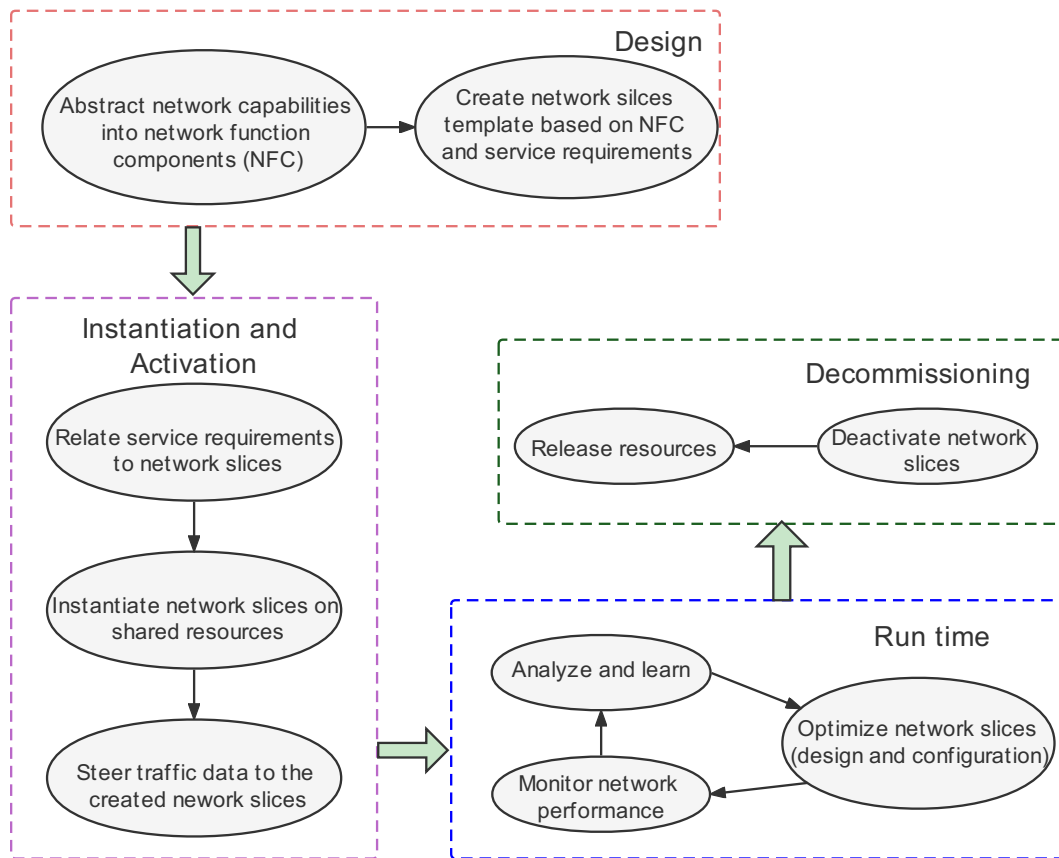 Design
Abstract network capabilities
into network function
components (NFC)
Create network silces
template based on NFC
and service requirements
Instantiation and
Activation
Relate service requirements
to network slices
Instantiate network slices on
shared resources
Steer traffic data to the
created nework slices
Decommissioning
Release resources
Deactivate network
slices
Run time
Analyze and learn
Optimize network slices
(design and configuration)
Monitor network
performance